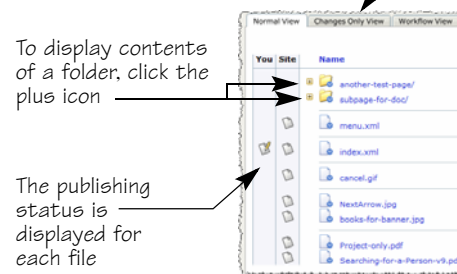 Normal View Changes Only View Workflow View
To display contents
of a folder, click the
plus icon
You Site Name
another-test-page/
subpage-for-doc/
menu.xml
index.xml
cancel.gif
The publishing
status is
displayed for
each file
NextArrow.jpg
books-for-banner.jpg
Project-only.pdf
Searching-for-a-Person-v9.pd